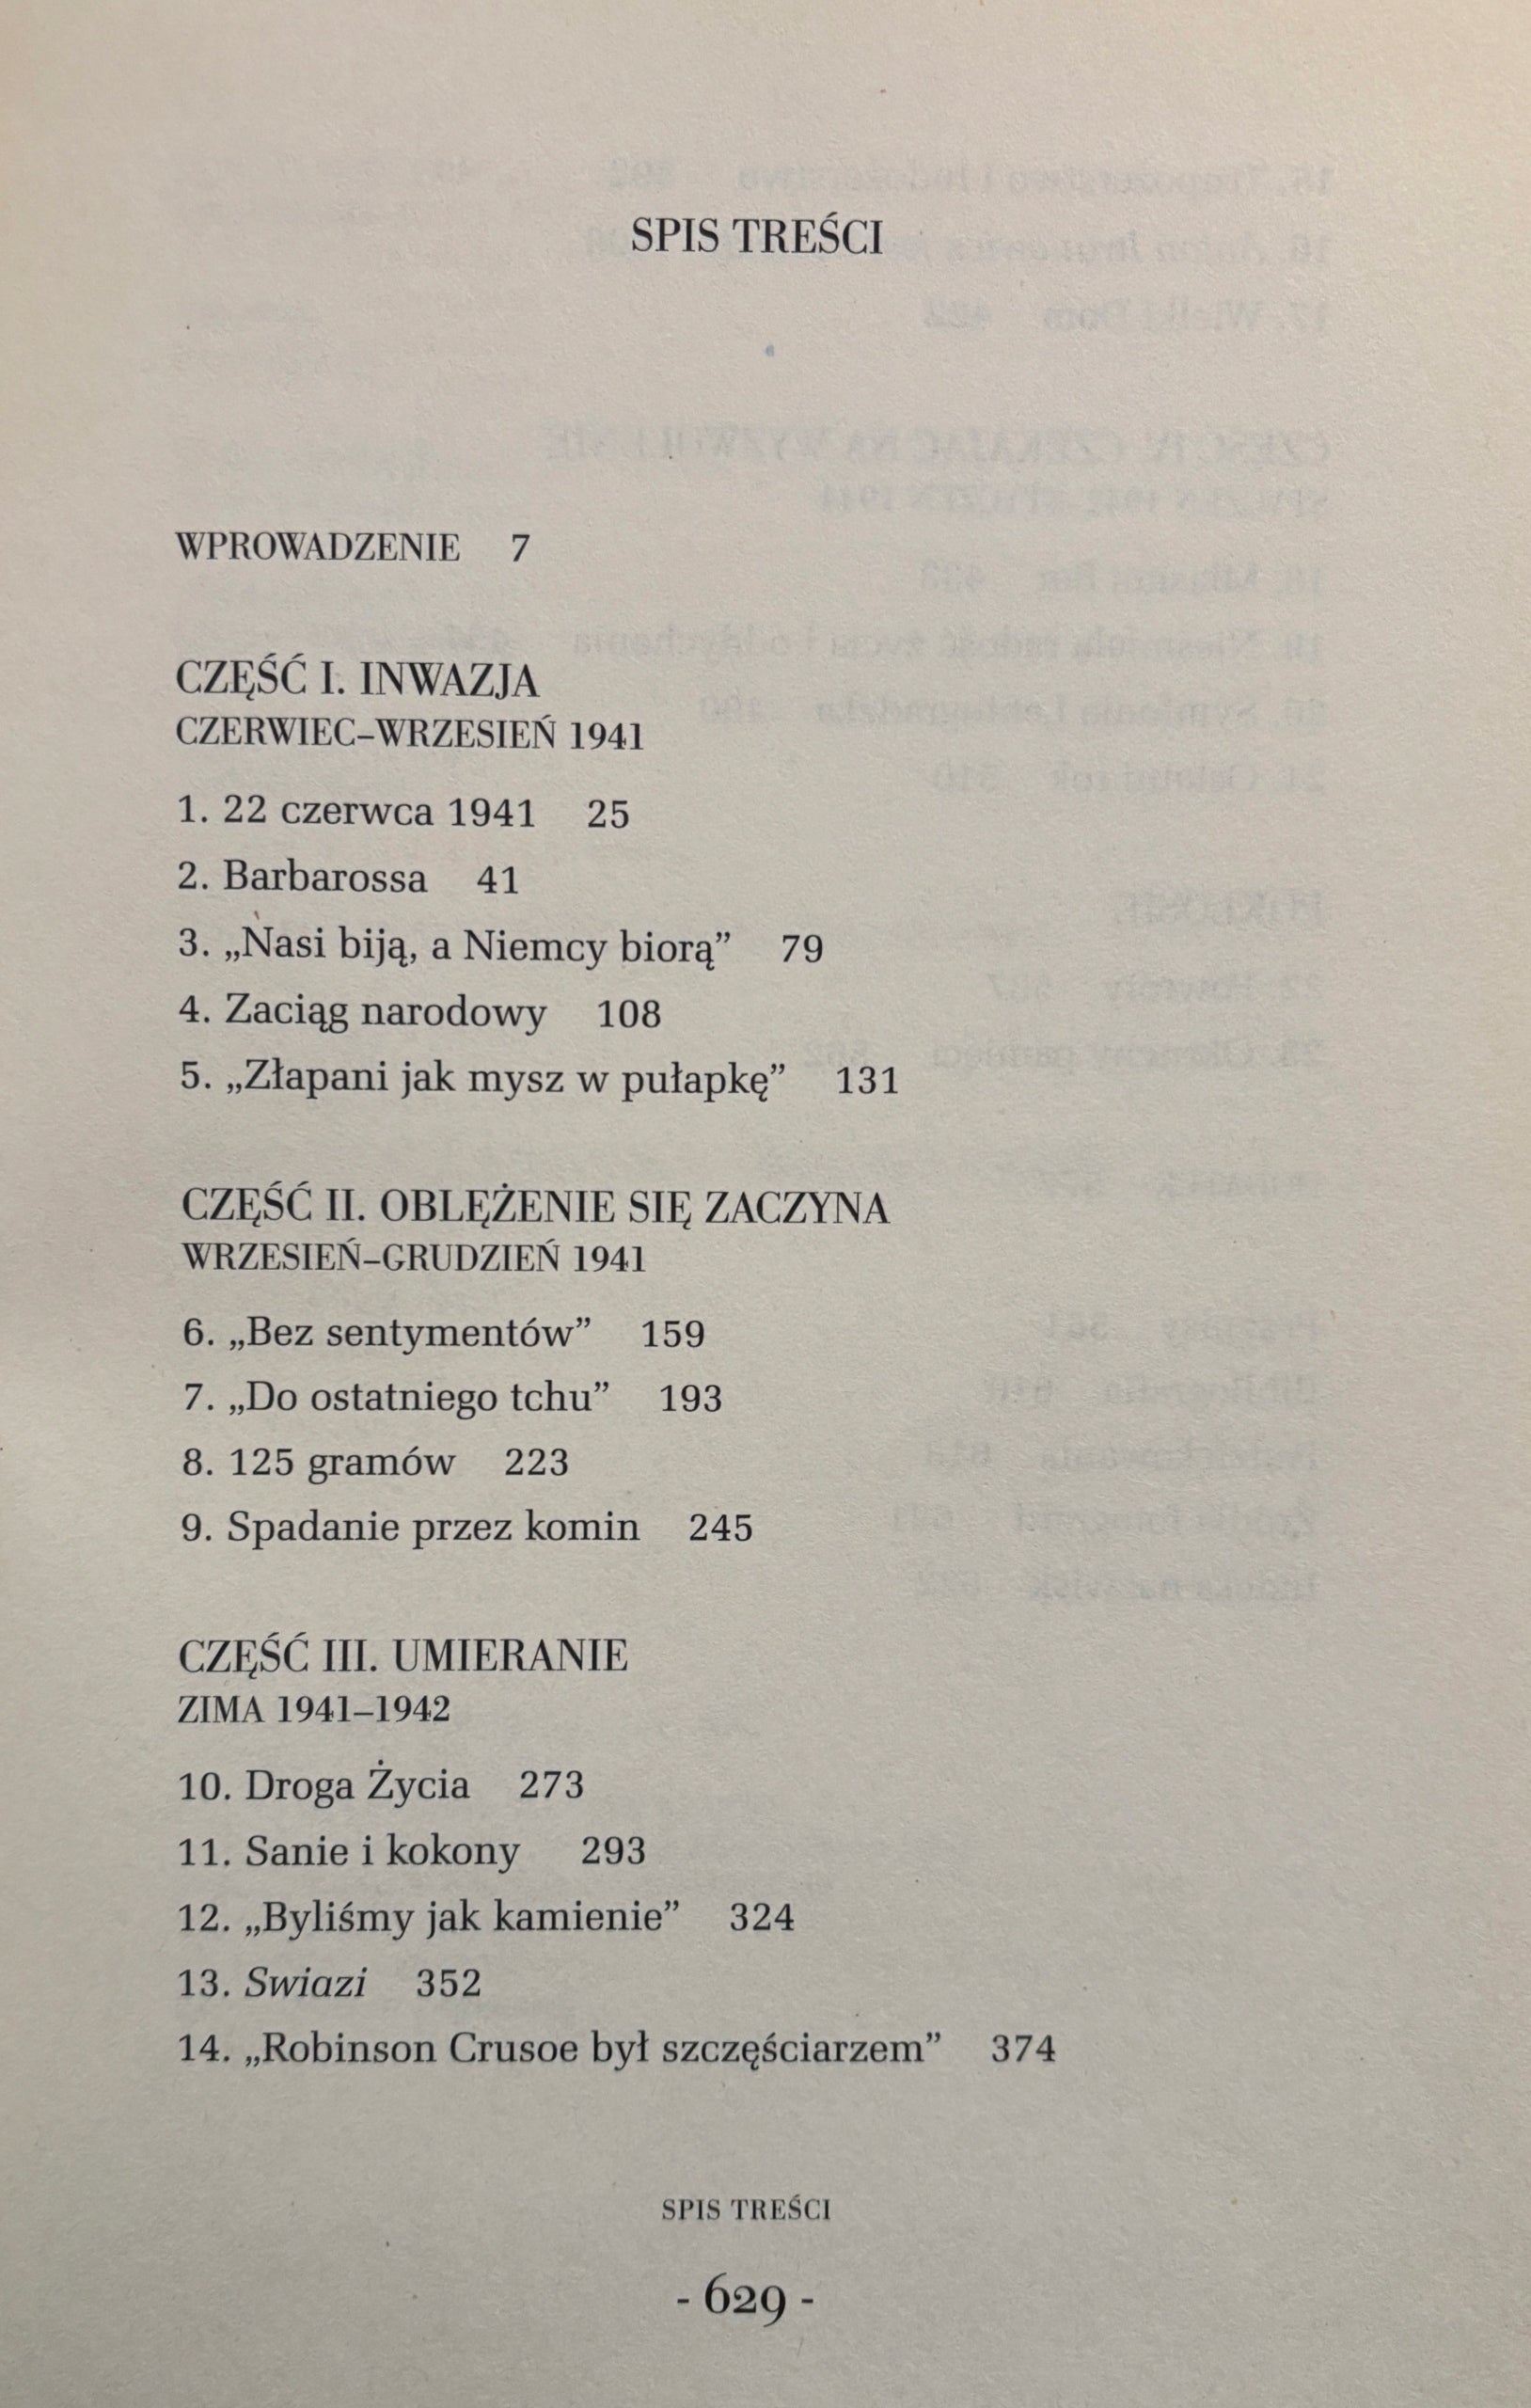 SPIS TREŚCI
WPROWADZENIE 7
CZĘŚĆ I. INWAZJA
CZERWIEC–WRZESIEŃ 1941
1. 22 czerwca 1941 25
2. Barbarossa 41
3. „Nasi biją, a Niemcy biorą” 79
4. Zaciąg narodowy 108
5. „Złapani jak mysz w pułapkę” 131
CZĘŚĆ II. OBLĘŻENIE SIĘ ZACZYNA
WRZESIEŃ–GRUDZIEŃ 1941
6. „Bez sentymentów” 159
7. „Do ostatniego tchu” 193
8. 125 gramów 223
9. Spadanie przez komin 245
CZĘŚĆ III. UMIERANIE
ZIMA 1941–1942
10. Droga Życia 273
11. Sanie i kokony 293
12. „Byliśmy jak kamienie” 324
13. Swiazi 352
14. „Robinson Crusoe był szczęściarzem” 374
SPIS TREŚCI
- 629 -